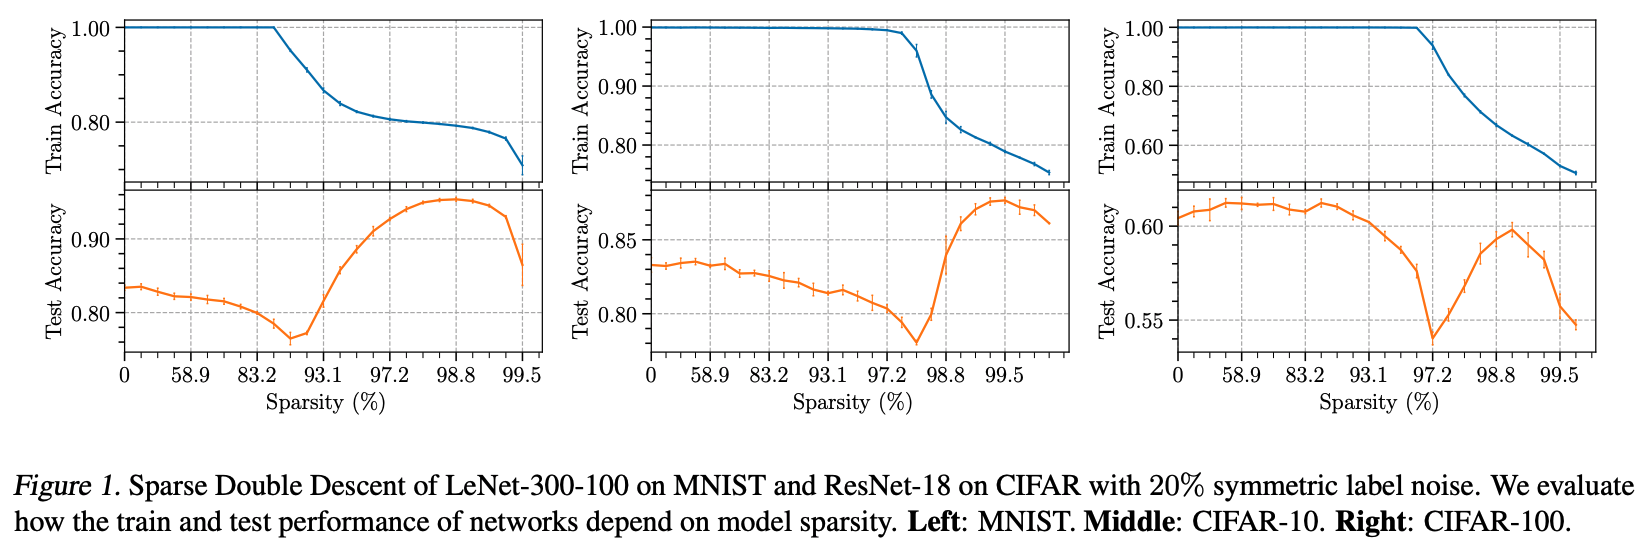 1.00
0.80
Train Accuracy
0.90
0.80
Test Accuracy
0 58.9 83.2 93.1 97.2 98.8 99.5
Sparsity (%)
1.00
0.90
0.80
Train Accuracy
0.85
0.80
Test Accuracy
0 58.9 83.2 93.1 97.2 98.8 99.5
Sparsity (%)
1.00
0.80
0.60
Train Accuracy
0.60
0.55
Test Accuracy
0 58.9 83.2 93.1 97.2 98.8 99.5
Sparsity (%)
Figure 1. Sparse Double Descent of LeNet-300-100 on MNIST and ResNet-18 on CIFAR with 20% symmetric label noise. We evaluate
how the train and test performance of networks depend on model sparsity. Left: MNIST. Middle: CIFAR-10. Right: CIFAR-100.